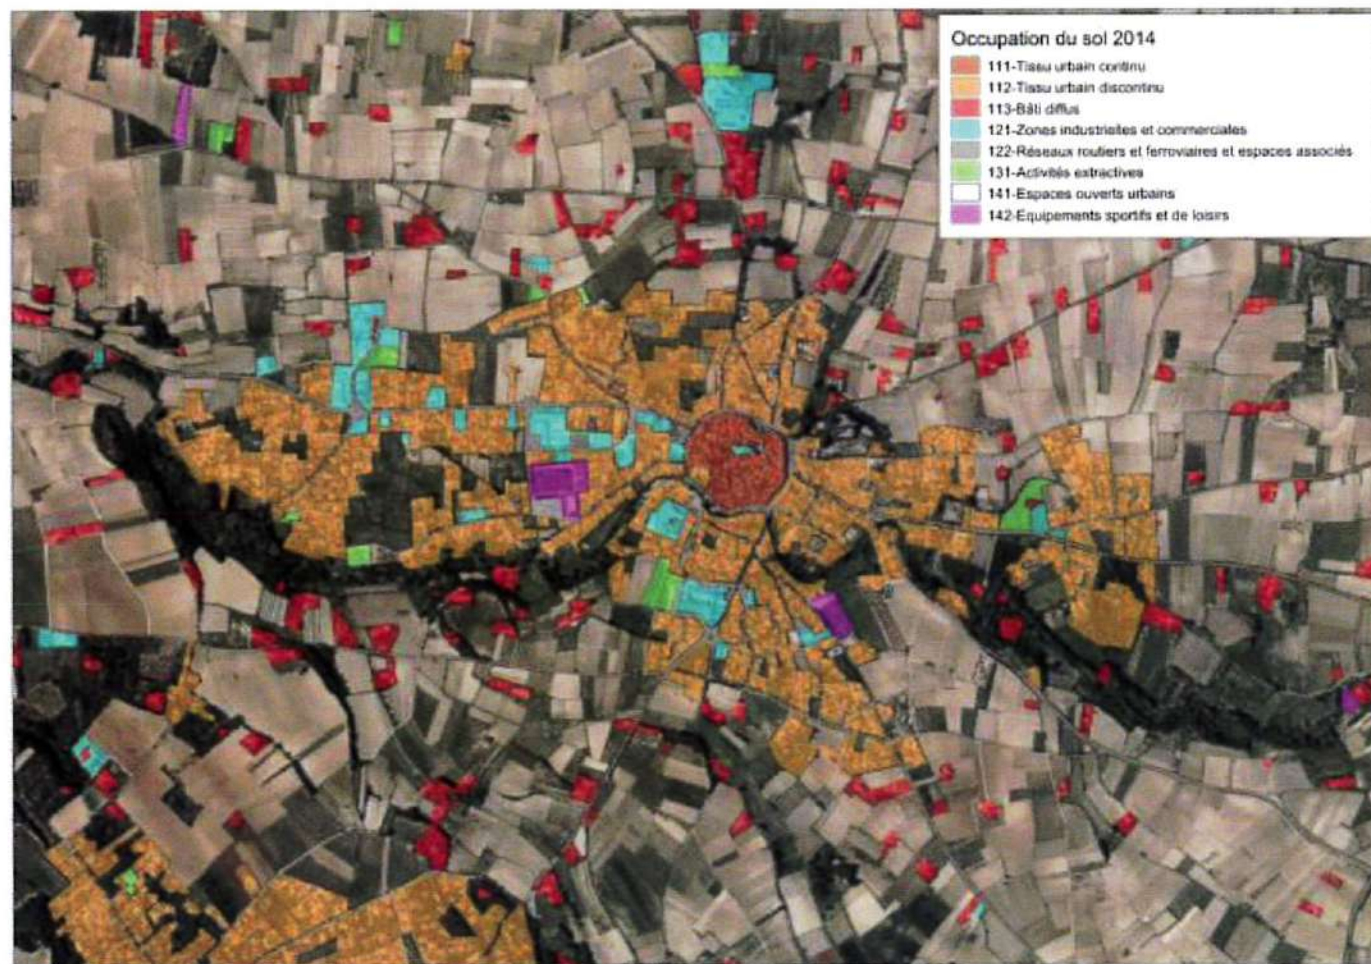 Occupation du sol 2014
111-Tissu urbain continu
112-Tissu urbain discontinu
113-Bâti diffus
121-Zones industrielles et commerciales
122-Réseaux routiers et ferroviaires et espaces associés
131-Activités extractives
141-Espaces ouverts urbains
142-Equipements sportifs et de loisirs